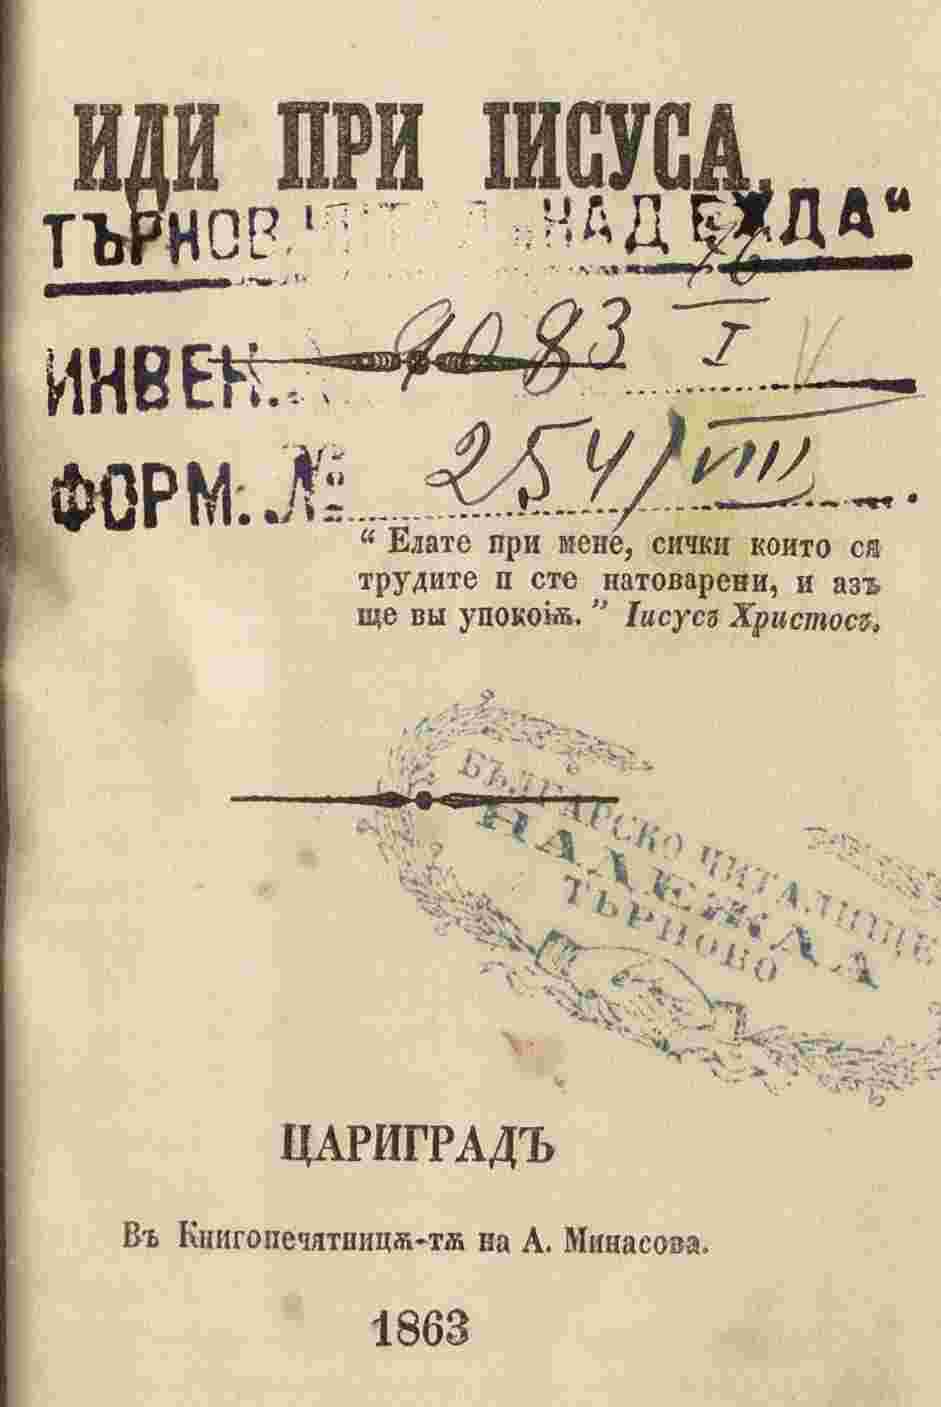 ИДИ ПРИ ІИСУСА.
ТЪРНОВ. ЧИТАЛ. „НАДЕЖДА“
ИНВЕН. 9083 I
ФОРМ. № 254/VIII
“ Елате при мене, сички които ся
трудите п сте натоварени, и азъ
ще вы упокоіѫ. ” Іисусъ Христосъ.
БЪЛГАРСКО ЧИТАЛИЩЕ
НАДЕЖДА
ТЪРНОВО
ЦАРИГРАДЪ
Въ Книгопечятницѫ-тѫ на А. Минасова.
1863